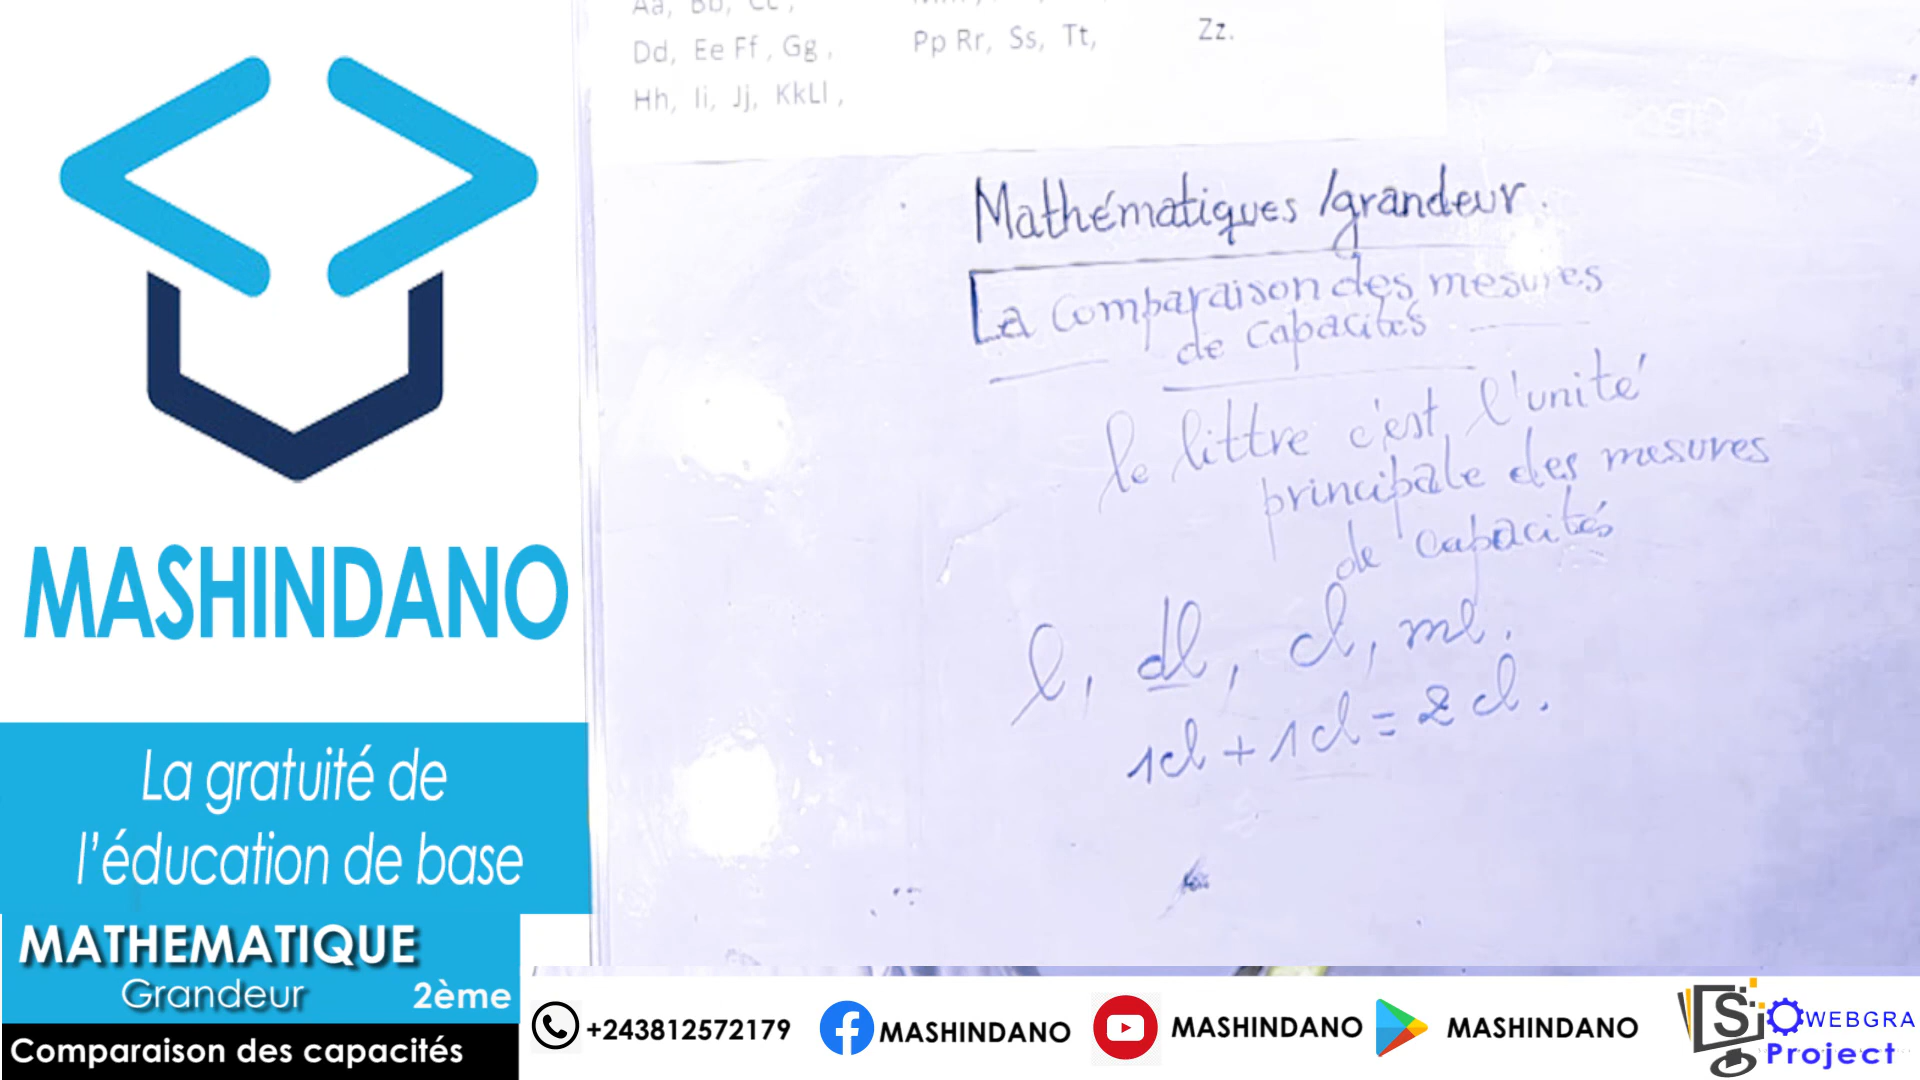 Aa, Bb, Cc,
Dd, Ee Ff, Gg,
Hh, Ii, Jj, KkLl,
Pp Rr, Ss, Tt,
Zz.
Mathématiques /grandeur.
La comparaison des mesures
de capacités
le littre c'est l'unité
principale des mesures
de capacités
l, dl, cl, ml.
1cl + 1cl = 2cl.
MASHINDANO
La gratuité de
l'éducation de base
MATHEMATIQUE
Grandeur 2ème
Comparaison des capacités
+243812572179 MASHINDANO MASHINDANO MASHINDANO
WEBGRA
Project